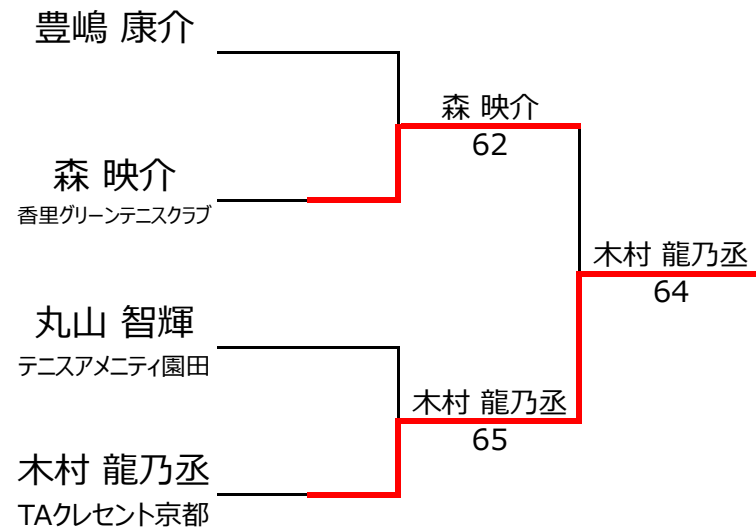 豊嶋 康介
森 映介
香里グリーンテニスクラブ
丸山 智輝
テニスアメニティ園田
木村 龍乃丞
TAクレセント京都
森 映介
62
木村 龍乃丞
65
木村 龍乃丞
64